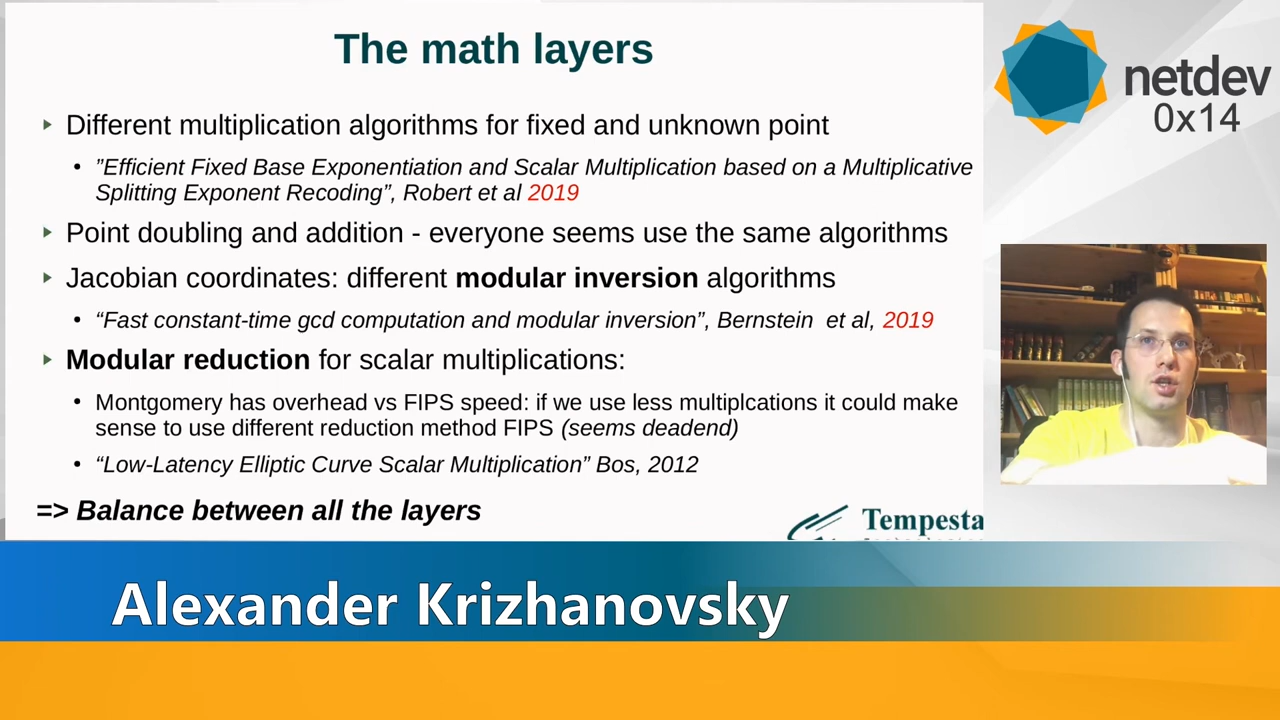 The math layers
Different multiplication algorithms for fixed and unknown point
”Efficient Fixed Base Exponentiation and Scalar Multiplication based on a Multiplicative
Splitting Exponent Recoding”, Robert et al 2019
Point doubling and addition - everyone seems use the same algorithms
Jacobian coordinates: different modular inversion algorithms
“Fast constant-time gcd computation and modular inversion”, Bernstein et al, 2019
Modular reduction for scalar multiplications:
Montgomery has overhead vs FIPS speed: if we use less multiplcations it could make
sense to use different reduction method FIPS (seems deadend)
“Low-Latency Elliptic Curve Scalar Multiplication” Bos, 2012
=> Balance between all the layers
Tempesta
netdev
0x14
Alexander Krizhanovsky